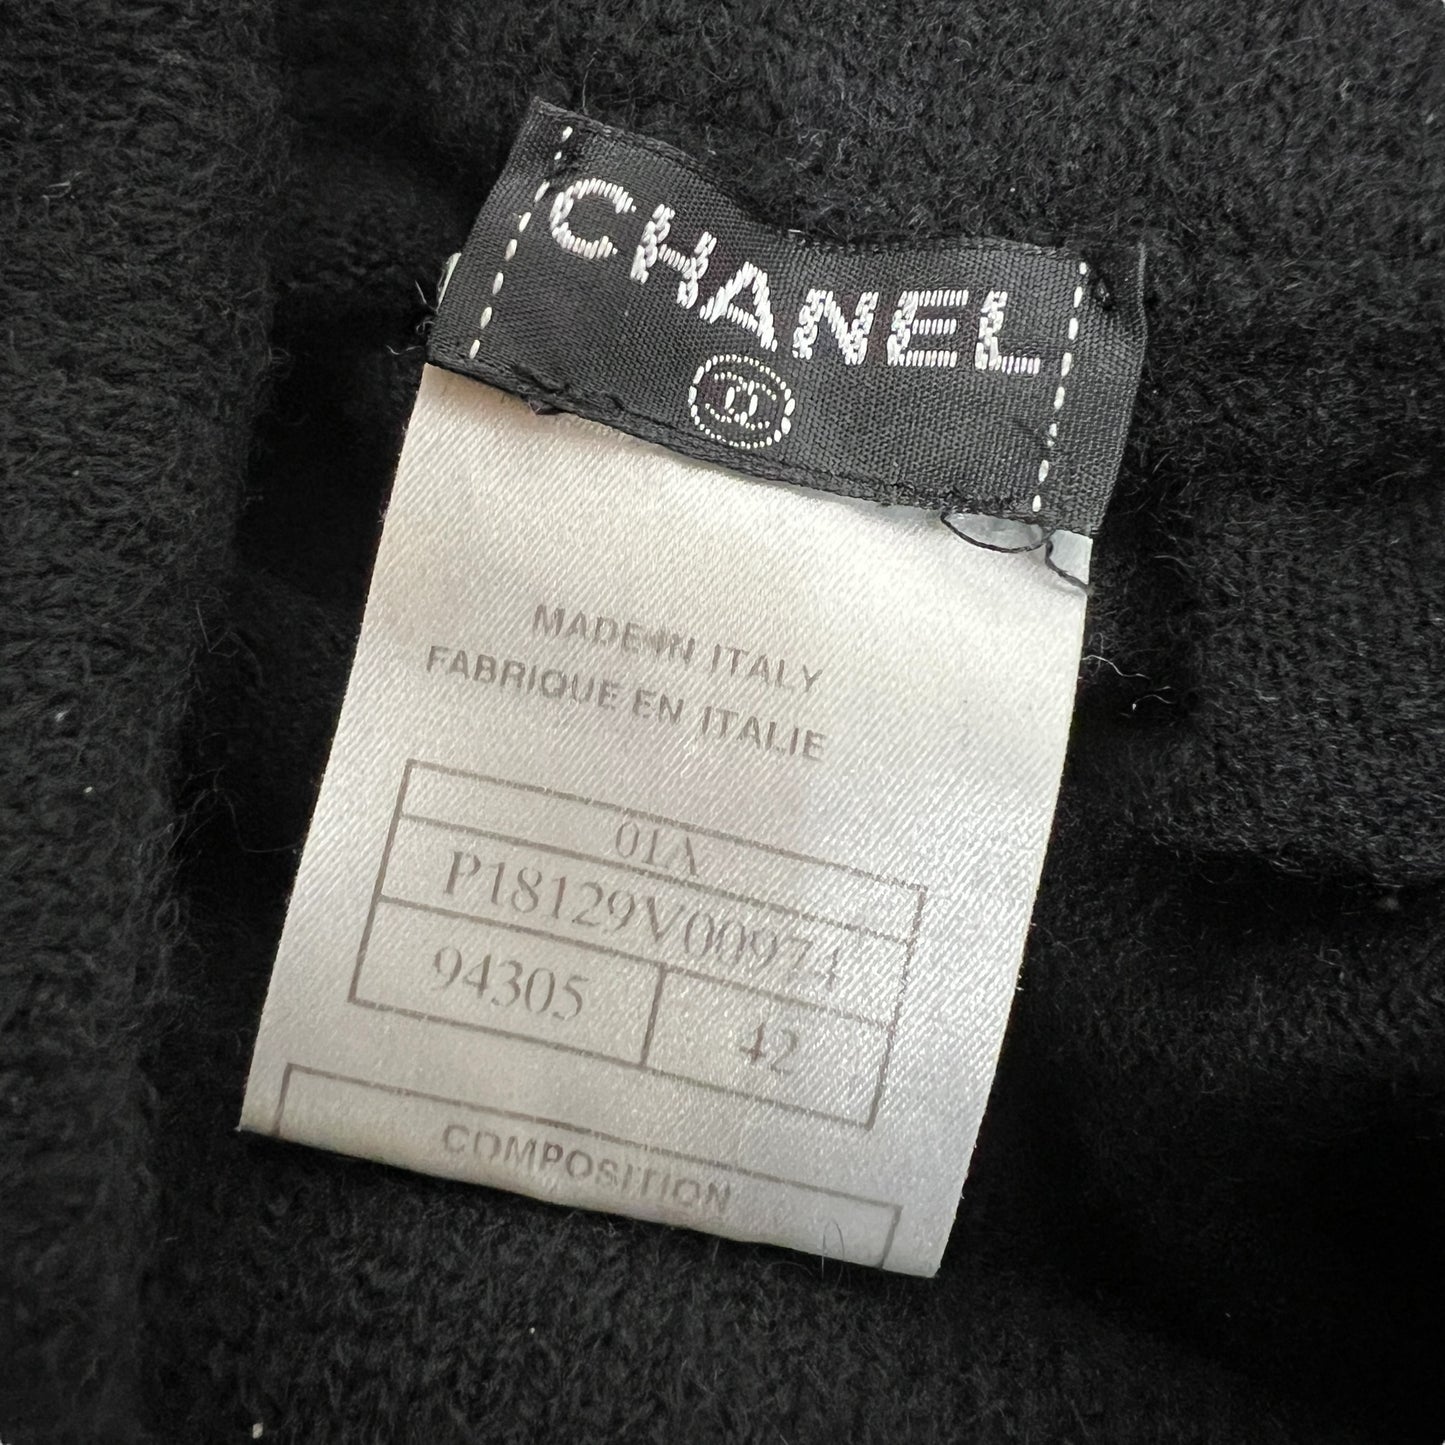 CHANEL
MADE IN ITALY
FABRIQUE EN ITALIE
01A
P18129V00974
94305 42
COMPOSITION